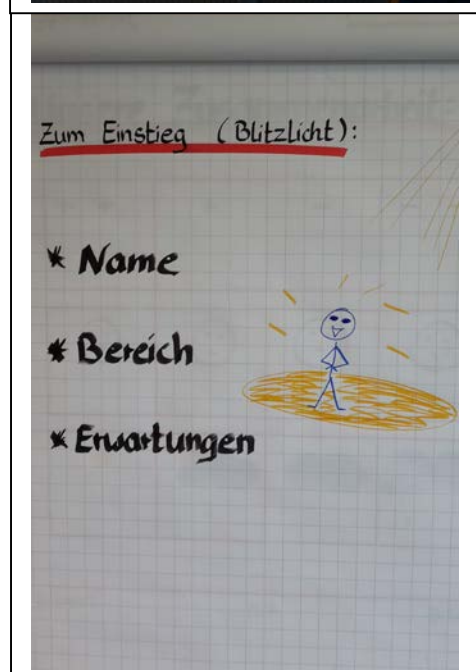 Zum Einstieg (Blitzlicht):
* Name
* Bereich
* Erwartungen